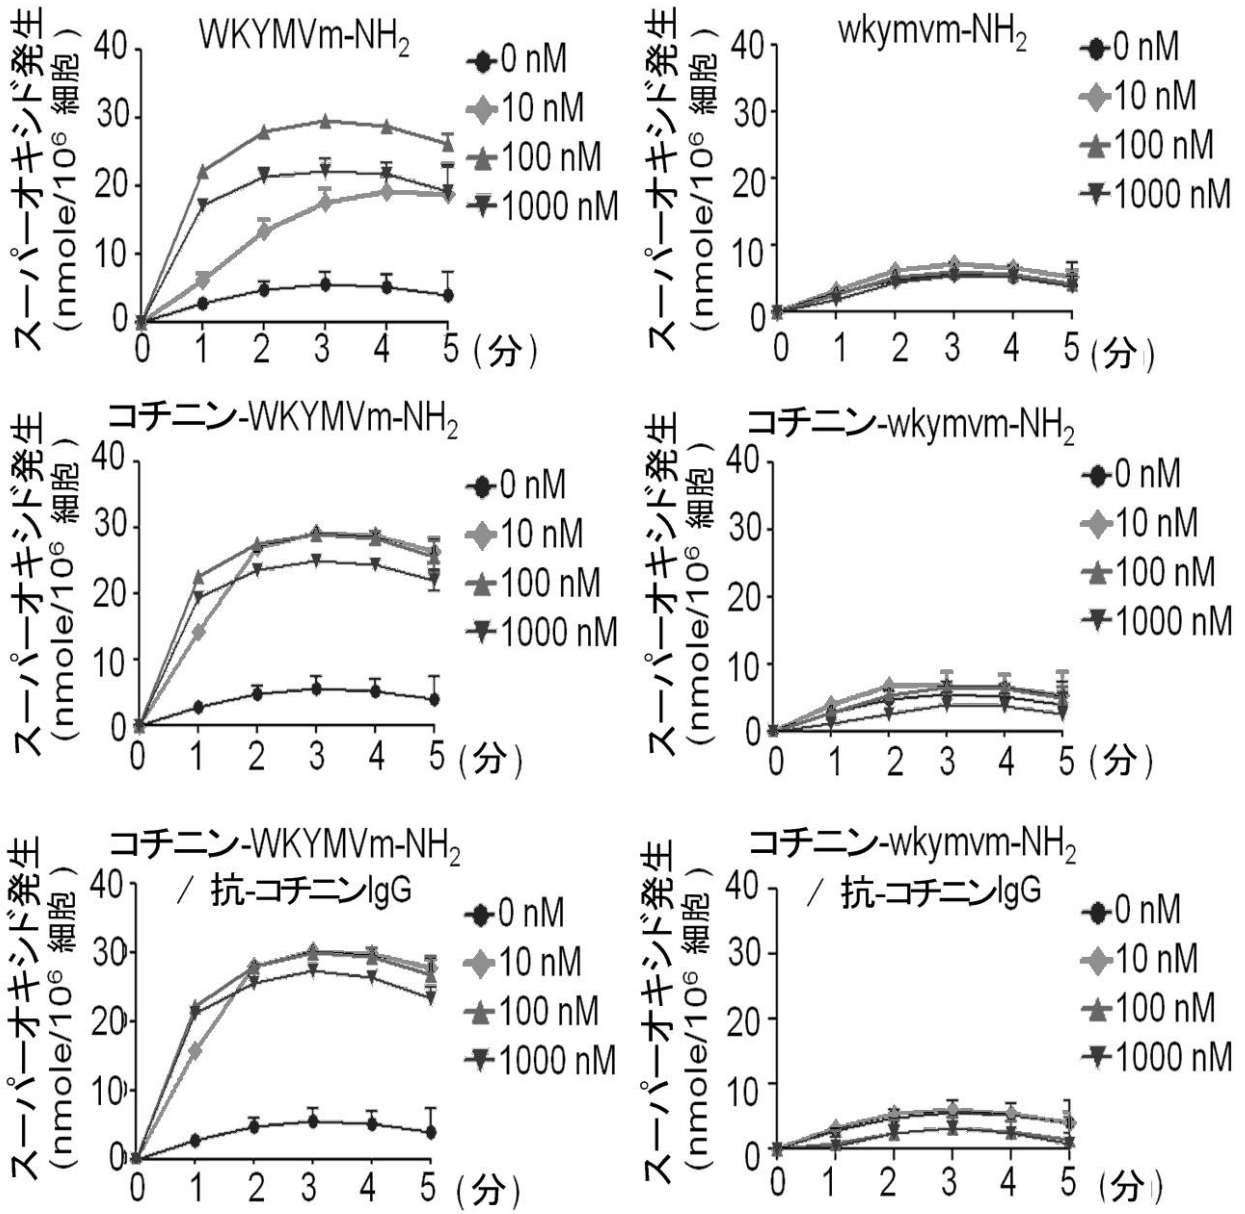 WKYMVm-NH2
スーパーオキシド発生
(nmole/10⁶ 細胞)
40
30
20
10
0
0 1 2 3 4 5 (分)
0 nM
10 nM
100 nM
1000 nM
wkymvm-NH2
スーパーオキシド発生
(nmole/10⁶ 細胞)
40
30
20
10
0
0 1 2 3 4 5 (分)
0 nM
10 nM
100 nM
1000 nM
コチニン-WKYMVm-NH2
スーパーオキシド発生
(nmole/10⁶ 細胞)
40
30
20
10
0
0 1 2 3 4 5 (分)
0 nM
10 nM
100 nM
1000 nM
コチニン-wkymvm-NH2
スーパーオキシド発生
(nmole/10⁶ 細胞)
40
30
20
10
0
0 1 2 3 4 5 (分)
0 nM
10 nM
100 nM
1000 nM
コチニン-WKYMVm-NH2
/ 抗-コチニンIgG
スーパーオキシド発生
(nmole/10⁶ 細胞)
40
30
20
10
0
0 1 2 3 4 5 (分)
0 nM
10 nM
100 nM
1000 nM
コチニン-wkymvm-NH2
/ 抗-コチニンIgG
スーパーオキシド発生
(nmole/10⁶ 細胞)
40
30
20
10
0
0 1 2 3 4 5 (分)
0 nM
10 nM
100 nM
1000 nM